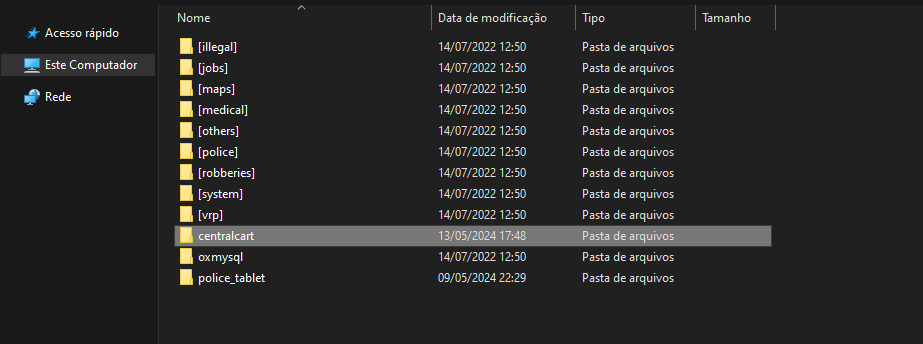 Nome Data de modificação Tipo Tamanho
Acesso rápido
Este Computador
Rede
[illegal] 14/07/2022 12:50 Pasta de arquivos
[jobs] 14/07/2022 12:50 Pasta de arquivos
[maps] 14/07/2022 12:50 Pasta de arquivos
[medical] 14/07/2022 12:50 Pasta de arquivos
[others] 14/07/2022 12:50 Pasta de arquivos
[police] 14/07/2022 12:50 Pasta de arquivos
[robberies] 14/07/2022 12:50 Pasta de arquivos
[system] 14/07/2022 12:50 Pasta de arquivos
[vrp] 14/07/2022 12:50 Pasta de arquivos
centralcart 13/05/2024 17:48 Pasta de arquivos
oxmysql 14/07/2022 12:50 Pasta de arquivos
police_tablet 09/05/2024 22:29 Pasta de arquivos